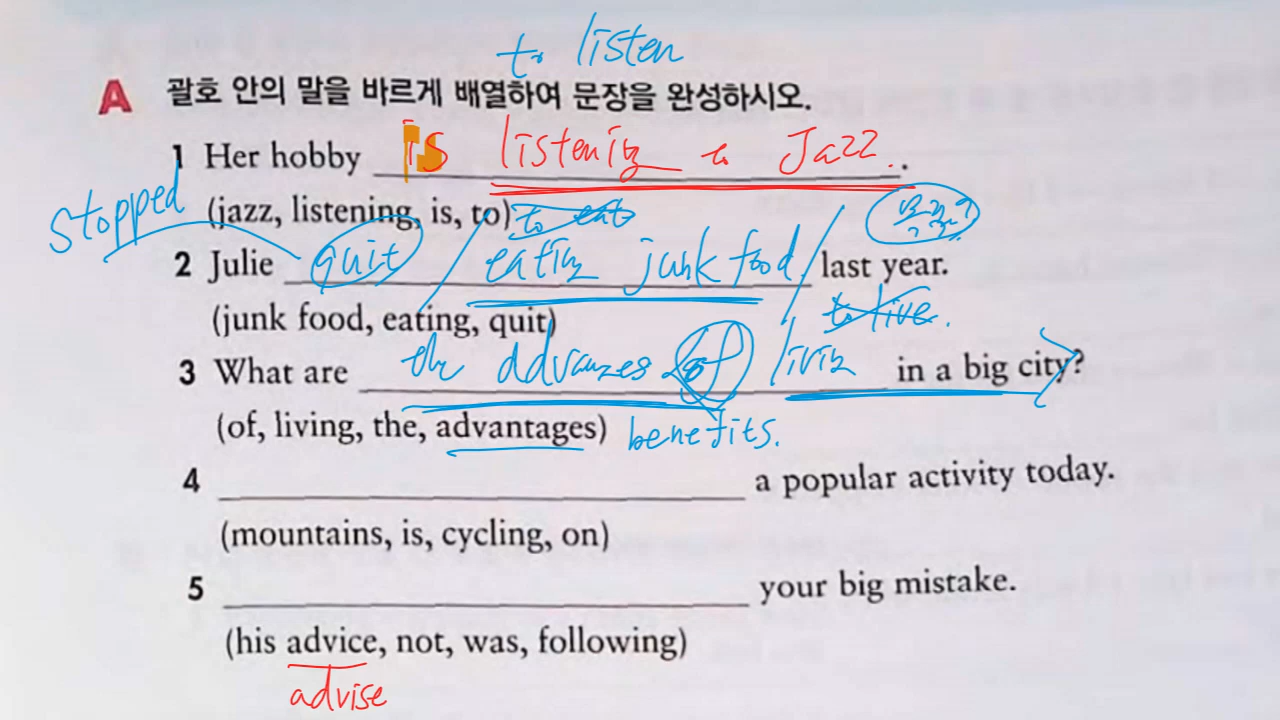 to listen
A 괄호 안의 말을 바르게 배열하여 문장을 완성하시오.
1 Her hobby is listening to Jazz.
(jazz, listening, is, to) to eat
stopped
2 Julie quit eating junk food last year.
(junk food, eating, quit) to live.
3 What are the of living in a big city?
(of, living, the, advantages) benefits.
4 a popular activity today.
(mountains, is, cycling, on)
5 your big mistake.
(his advice, not, was, following)
advise